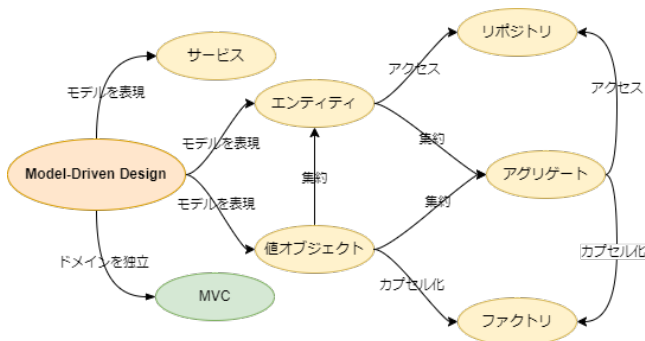 リポジトリ
サービス
アクセス
モデルを表現
エンティティ
アクセス
モデルを表現
集約
Model-Driven Design
集約
アグリゲート
モデルを表現
集約
値オブジェクト
カプセル化
ドメインを独立
カプセル化
MVC
ファクトリ